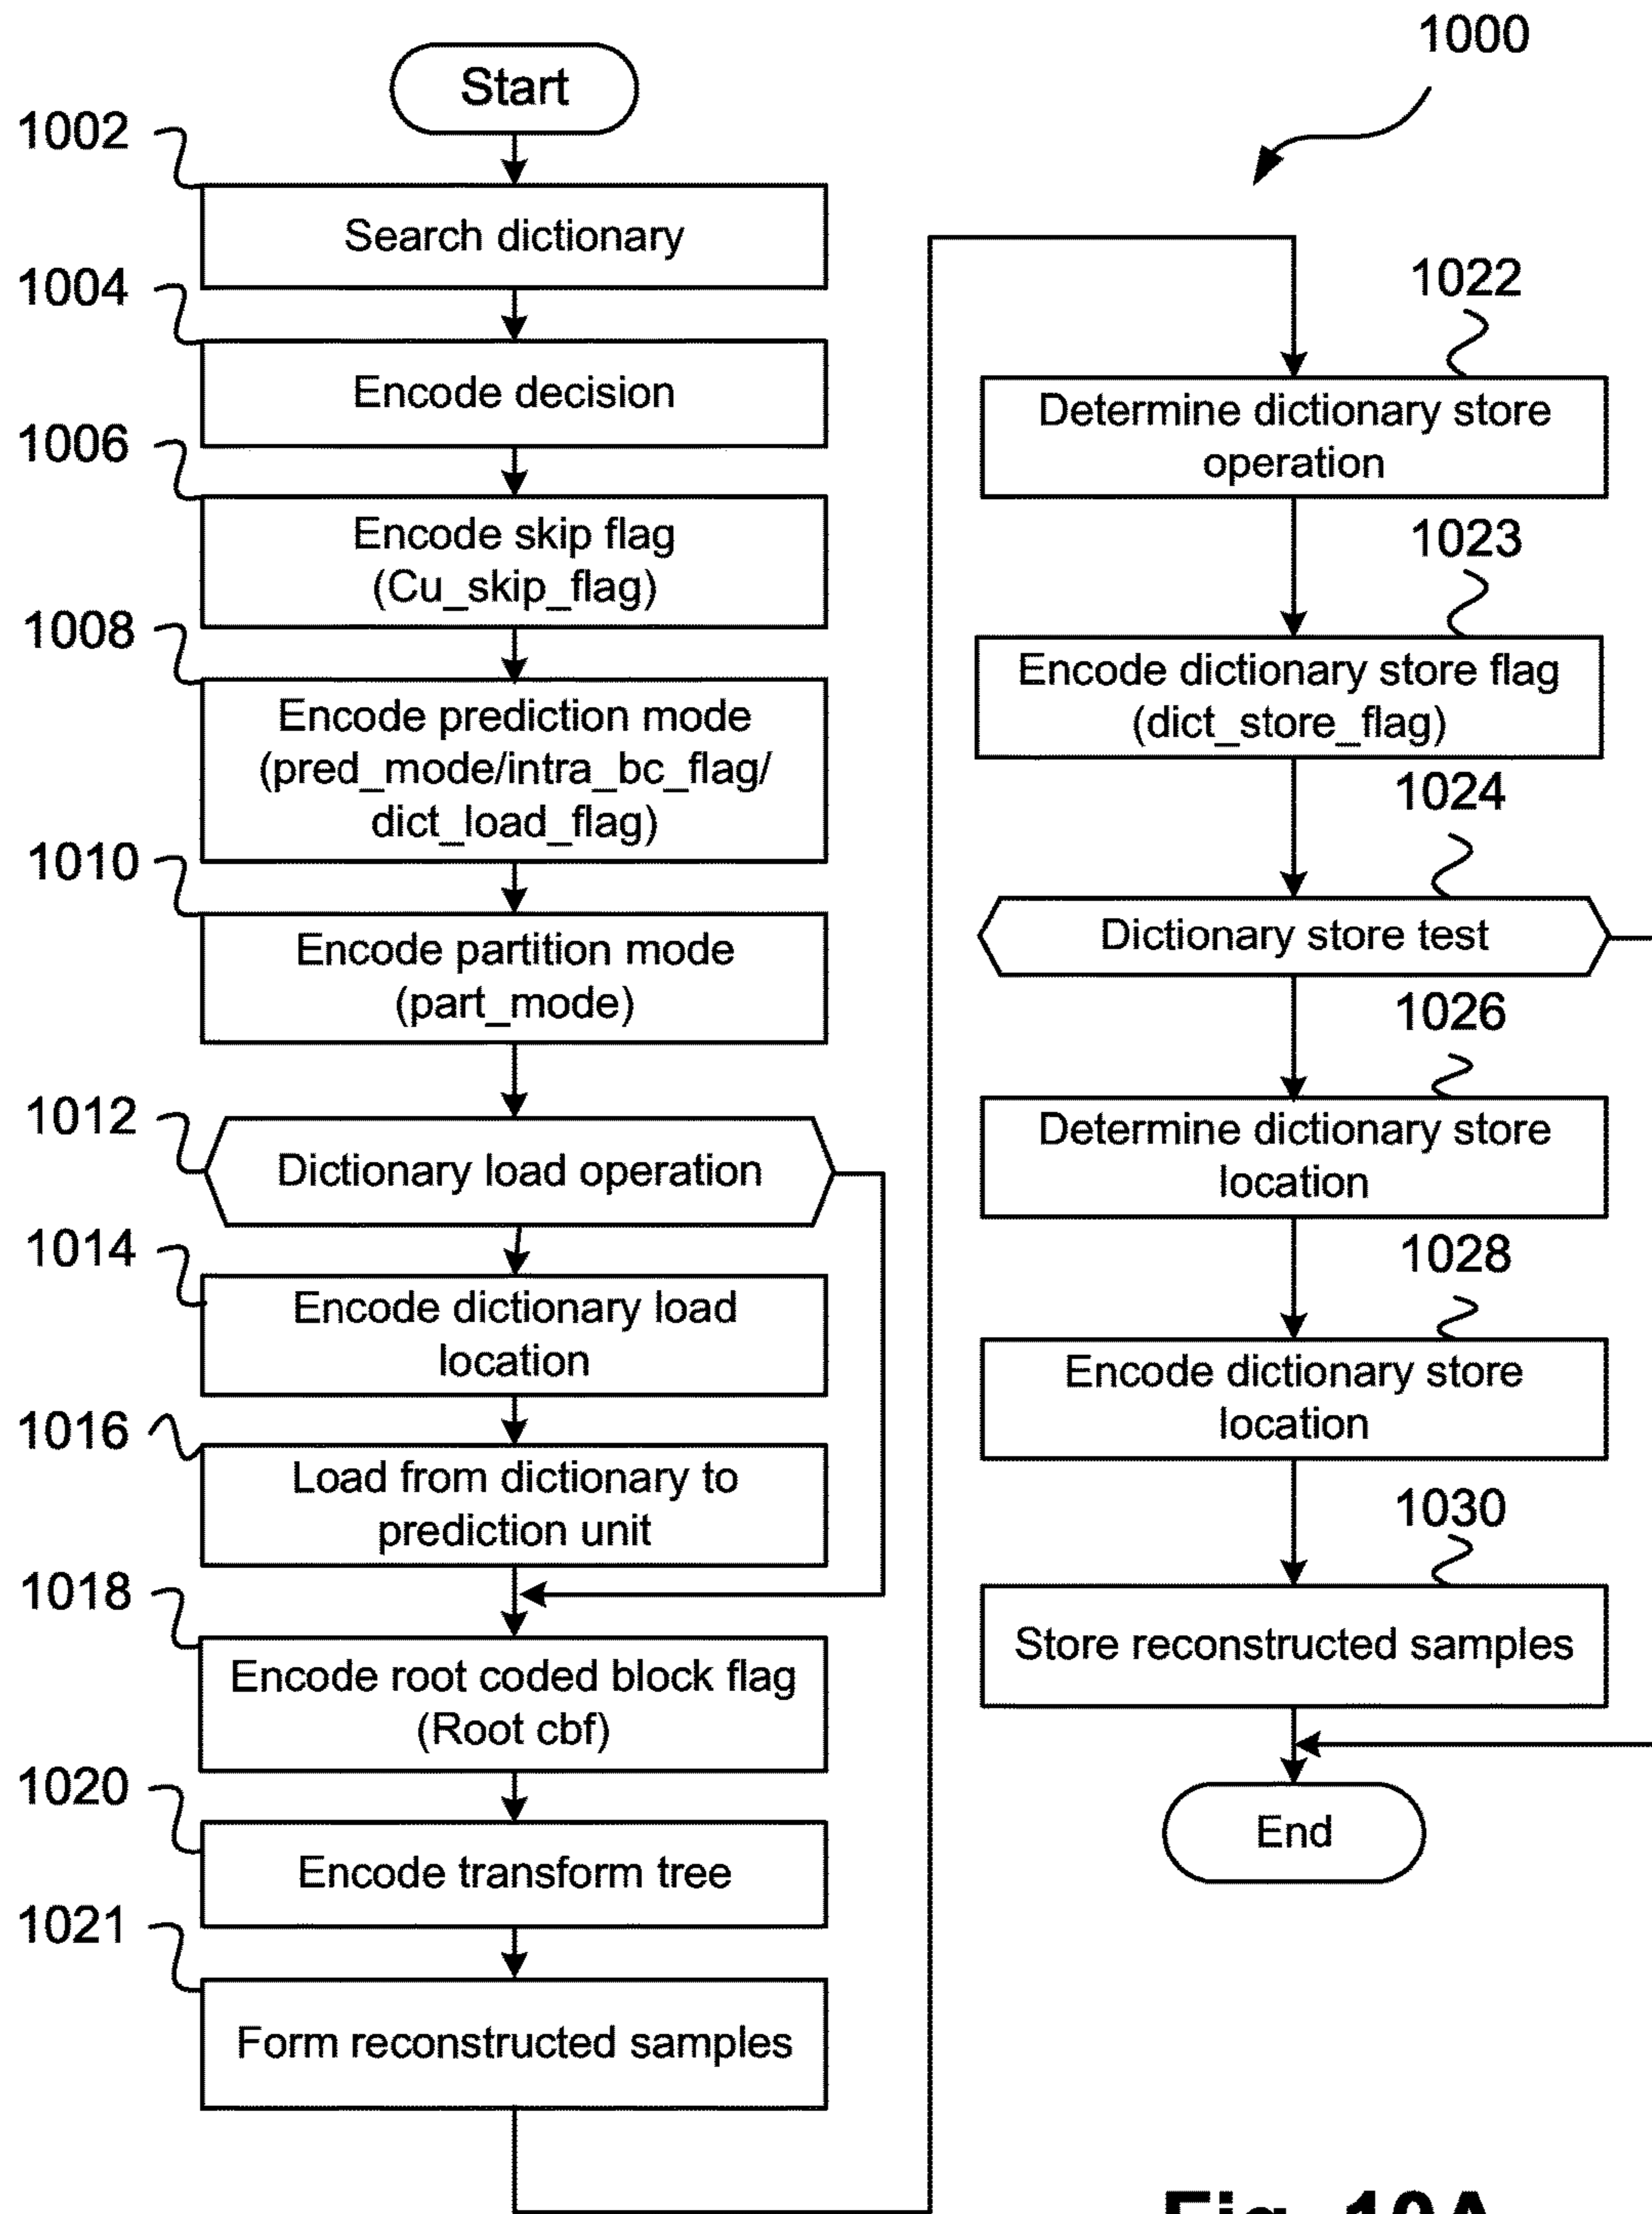 1000
Start
1002
Search dictionary
1004
Encode decision
1006
Encode skip flag
(Cu_skip_flag)
1008
Encode prediction mode
(pred_mode/intra_bc_flag/
dict_load_flag)
1010
Encode partition mode
(part_mode)
1012
Dictionary load operation
1014
Encode dictionary load
location
1016
Load from dictionary to
prediction unit
1018
Encode root coded block flag
(Root cbf)
1020
Encode transform tree
1021
Form reconstructed samples
1022
Determine dictionary store
operation
1023
Encode dictionary store flag
(dict_store_flag)
1024
Dictionary store test
1026
Determine dictionary store
location
1028
Encode dictionary store
location
1030
Store reconstructed samples
End
Fig. 10A